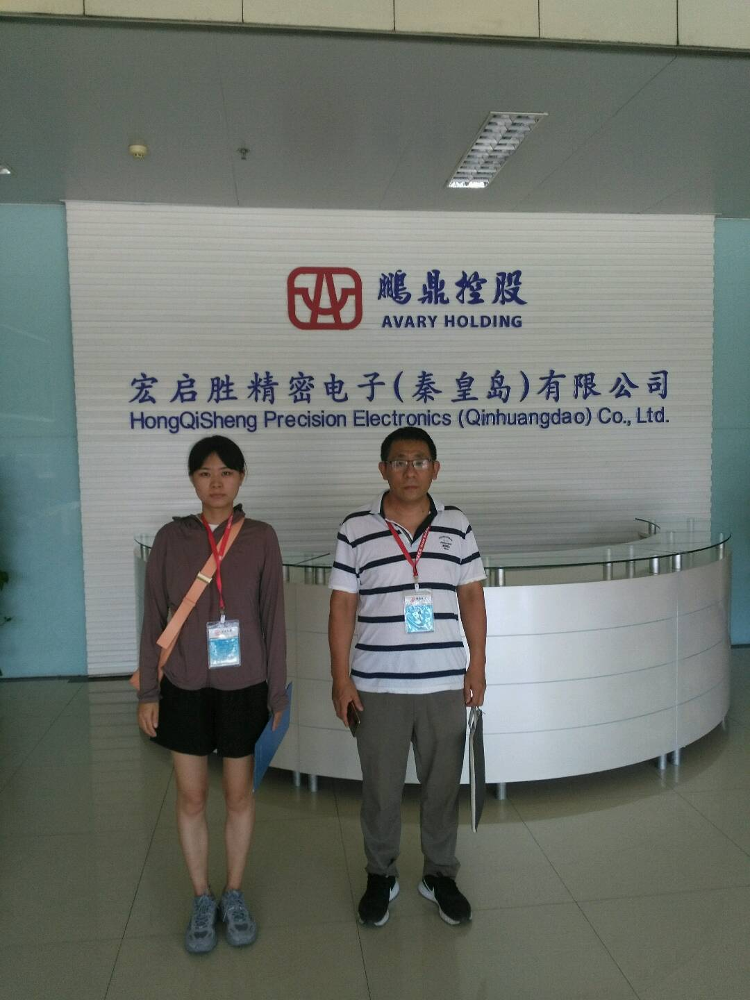 鹏鼎控股
AVARY HOLDING
宏启胜精密电子(秦皇岛)有限公司
HongQiSheng Precision Electronics (Qinhuangdao) Co., Ltd.